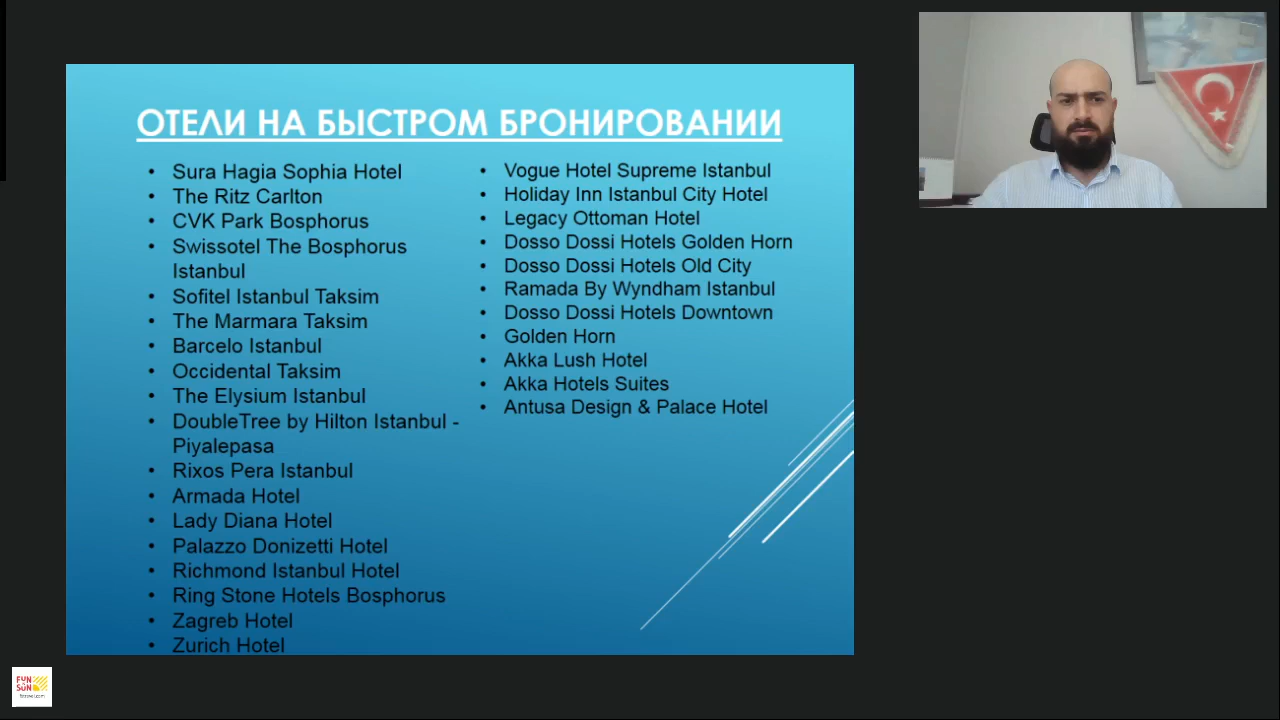 ОТЕЛИ НА БЫСТРОМ БРОНИРОВАНИИ
• Sura Hagia Sophia Hotel
• The Ritz Carlton
• CVK Park Bosphorus
• Swissotel The Bosphorus
Istanbul
• Sofitel Istanbul Taksim
• The Marmara Taksim
• Barcelo Istanbul
• Occidental Taksim
• The Elysium Istanbul
• DoubleTree by Hilton Istanbul -
Piyalepasa
• Rixos Pera Istanbul
• Armada Hotel
• Lady Diana Hotel
• Palazzo Donizetti Hotel
• Richmond Istanbul Hotel
• Ring Stone Hotels Bosphorus
• Zagreb Hotel
• Zurich Hotel
• Vogue Hotel Supreme Istanbul
• Holiday Inn Istanbul City Hotel
• Legacy Ottoman Hotel
• Dosso Dossi Hotels Golden Horn
• Dosso Dossi Hotels Old City
• Ramada By Wyndham Istanbul
• Dosso Dossi Hotels Downtown
• Golden Horn
• Akka Lush Hotel
• Akka Hotels Suites
• Antusa Design & Palace Hotel
FUN
SUN